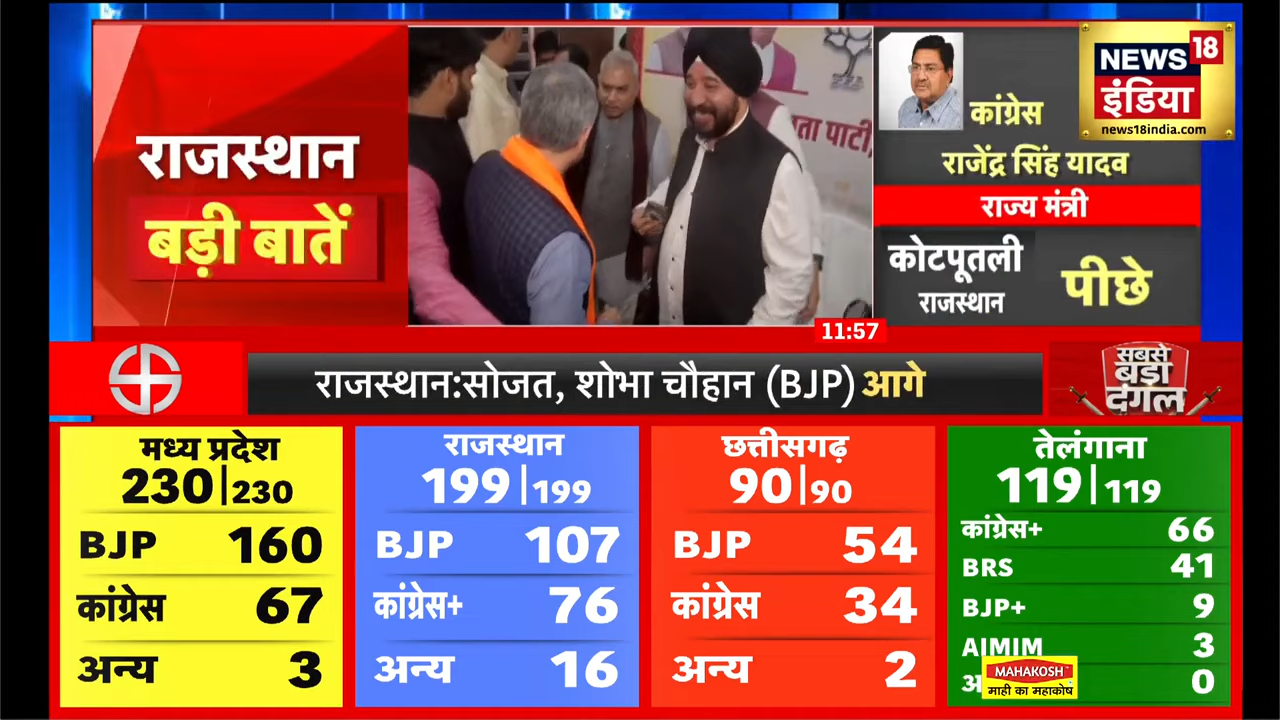 राजस्थान
बड़ी बातें
ता पार्टी
कांग्रेस
राजेंद्र सिंह यादव
राज्य मंत्री
कोटपूतली
राजस्थान
पीछे
NEWS 18
इंडिया
news18india.com
11:57
राजस्थान:सोजत, शोभा चौहान (BJP) आगे
सबसे
बड़ा
दंगल
मध्य प्रदेश
230|230
BJP 160
कांग्रेस 67
अन्य 3
राजस्थान
199|199
BJP 107
कांग्रेस+ 76
अन्य 16
छत्तीसगढ़
90|90
BJP 54
कांग्रेस 34
अन्य 2
तेलंगाना
119|119
कांग्रेस+ 66
BRS 41
BJP+ 9
AIMIM 3
0
MAHAKOSH
माही का महाकोष